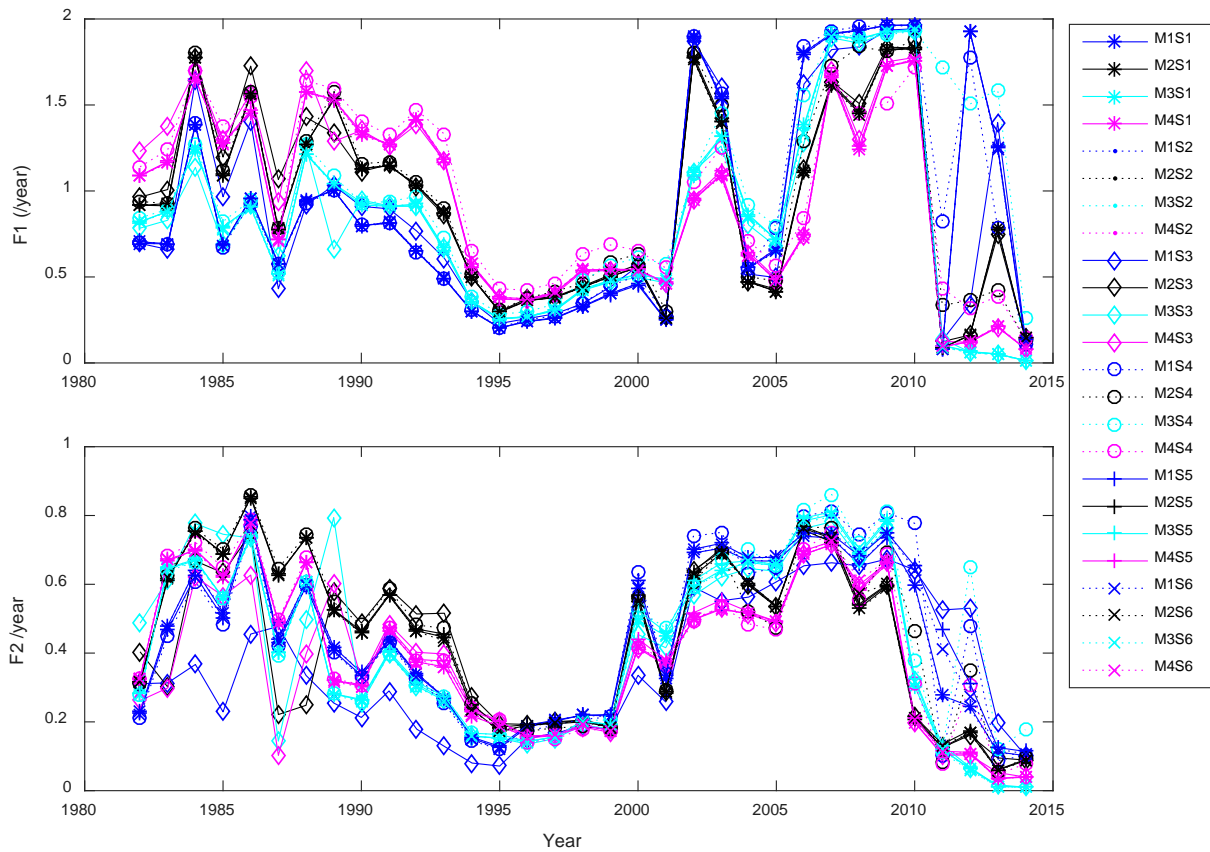 F1 (/year)
2
1.5
1
0.5
0
1980 1985 1990 1995 2000 2005 2010 2015
F2 /year
1
0.8
0.6
0.4
0.2
0
1980 1985 1990 1995 2000 2005 2010 2015
Year
M1S1
M2S1
M3S1
M4S1
M1S2
M2S2
M3S2
M4S2
M1S3
M2S3
M3S3
M4S3
M1S4
M2S4
M3S4
M4S4
M1S5
M2S5
M3S5
M4S5
M1S6
M2S6
M3S6
M4S6